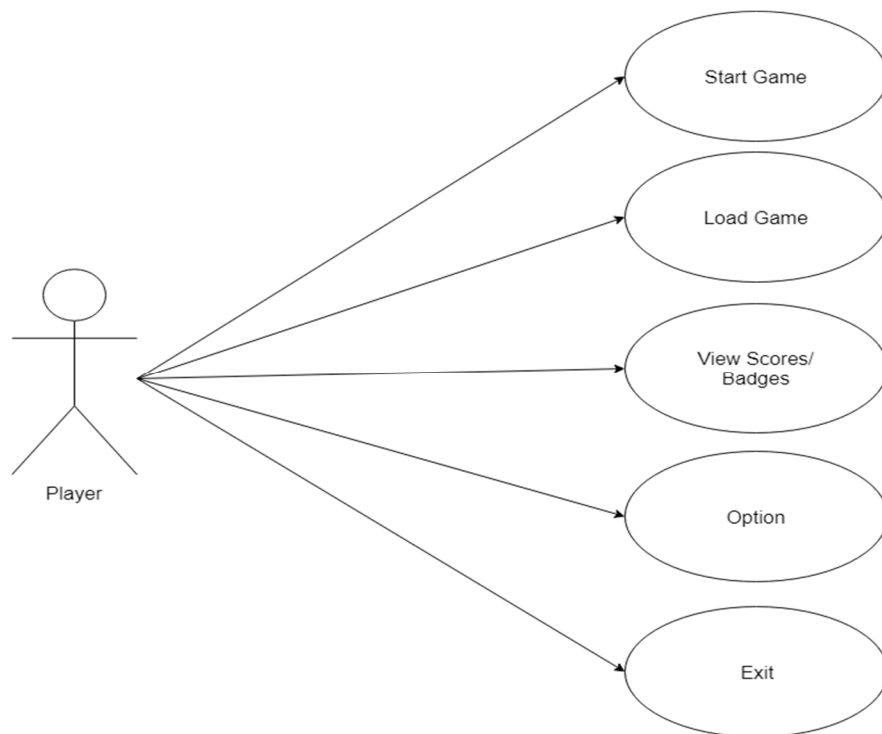 Start Game
Load Game
View Scores/
Badges
Player
Option
Exit